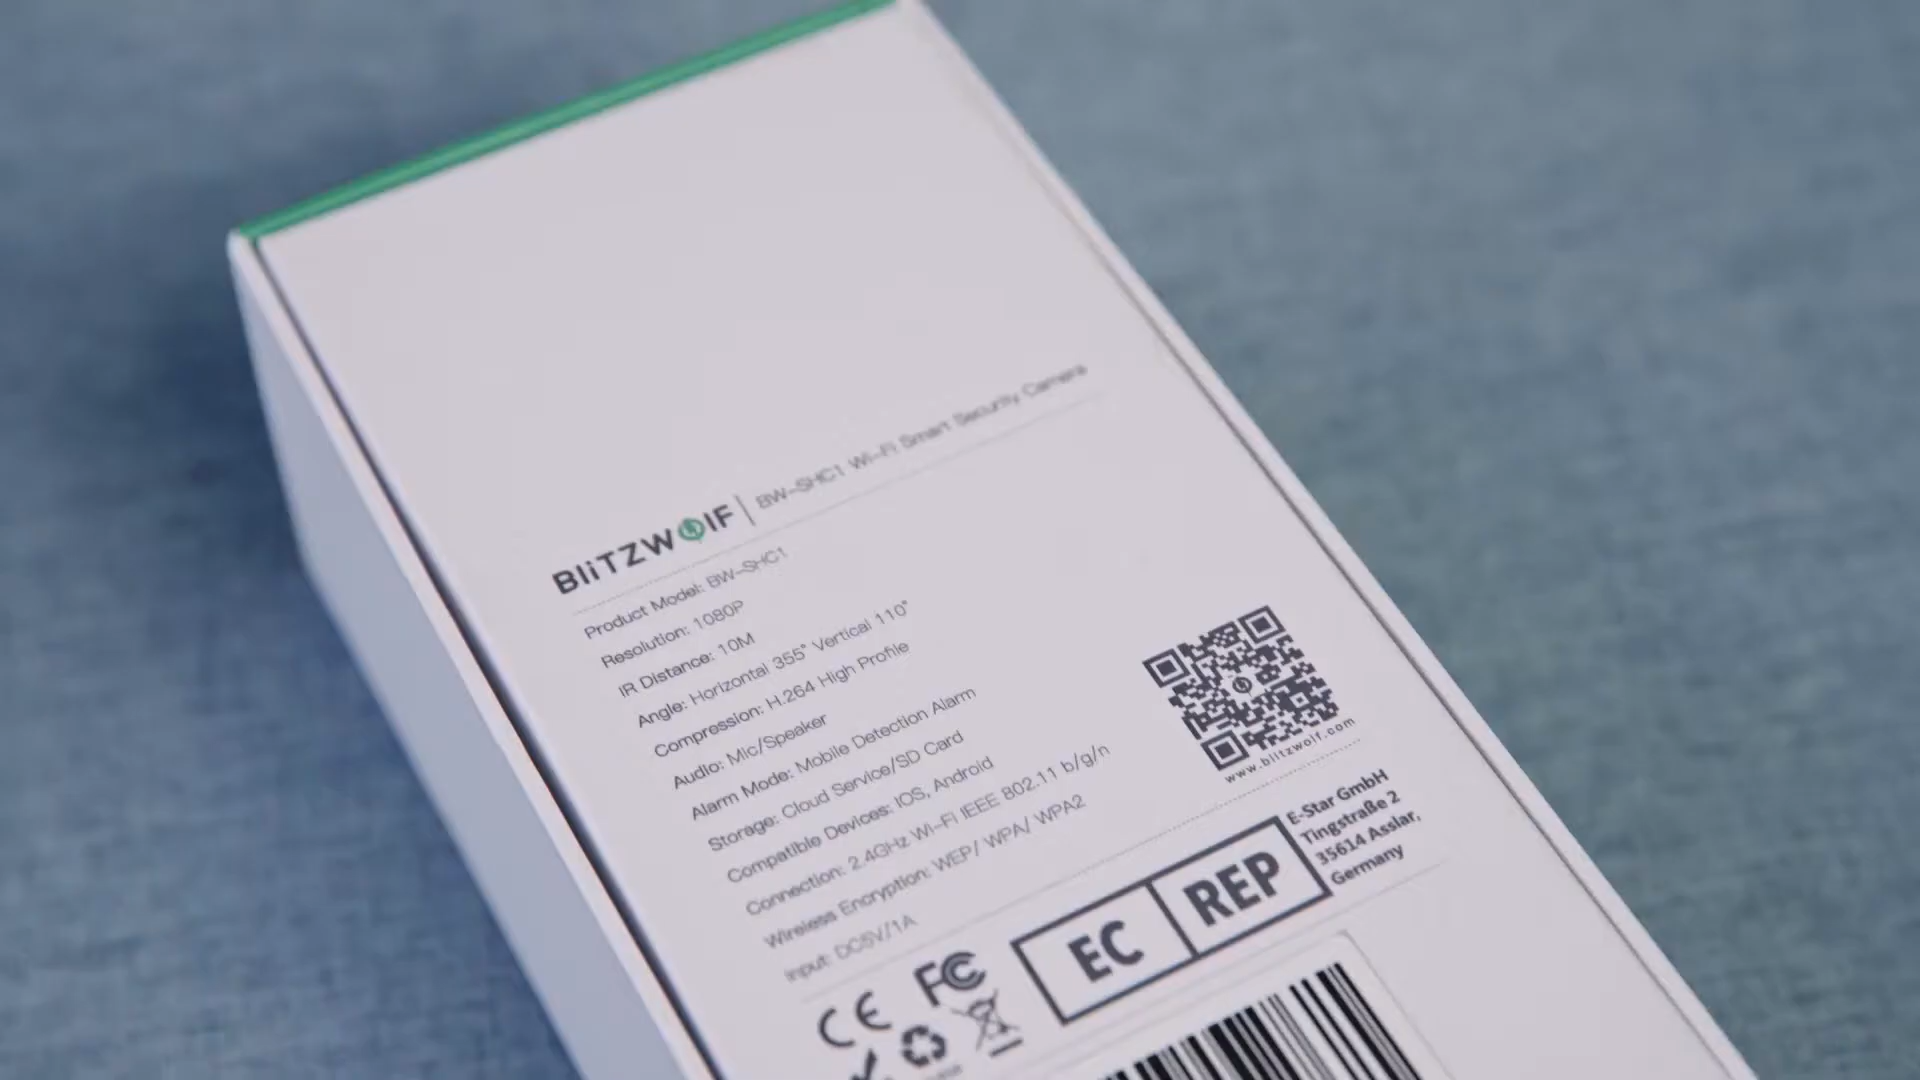 BlITZWOlF | BW-SHC1 Wi-Fi Smart Security Camera
Product Model: BW-SHC1
Resolution: 1080P
IR Distance: 10M
Angle: Horizontal 355° Vertical 110°
Compression: H.264 High Profile
Audio: Mic/Speaker
Alarm Mode: Mobile Detection Alarm
Storage: Cloud Service/SD Card
Compatible Devices: IOS, Android
Connection: 2.4GHz Wi-Fi IEEE 802.11 b/g/n
Wireless Encryption: WEP/ WPA/ WPA2
Input: DC5V/1A
www.blitzwolf.com
EC REP
E-Star GmbH
Tingstraße 2
35614 Asslar,
Germany
CE FC